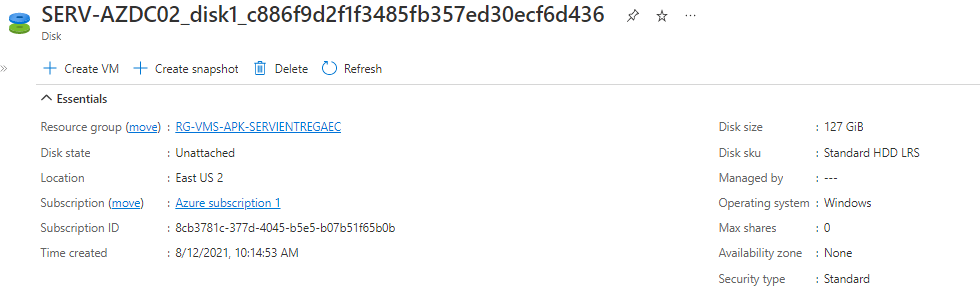 SERV-AZDC02_disk1_c886f9d2f1f3485fb357ed30ecf6d436
Disk
Create VM Create snapshot Delete Refresh
Essentials
Resource group (move) : RG-VMS-APK-SERVIENTREGAEC
Disk state : Unattached
Location : East US 2
Subscription (move) : Azure subscription 1
Subscription ID : 8cb3781c-377d-4045-b5e5-b07b51f65b0b
Time created : 8/12/2021, 10:14:53 AM
Disk size : 127 GiB
Disk sku : Standard HDD LRS
Managed by : ---
Operating system : Windows
Max shares : 0
Availability zone : None
Security type : Standard